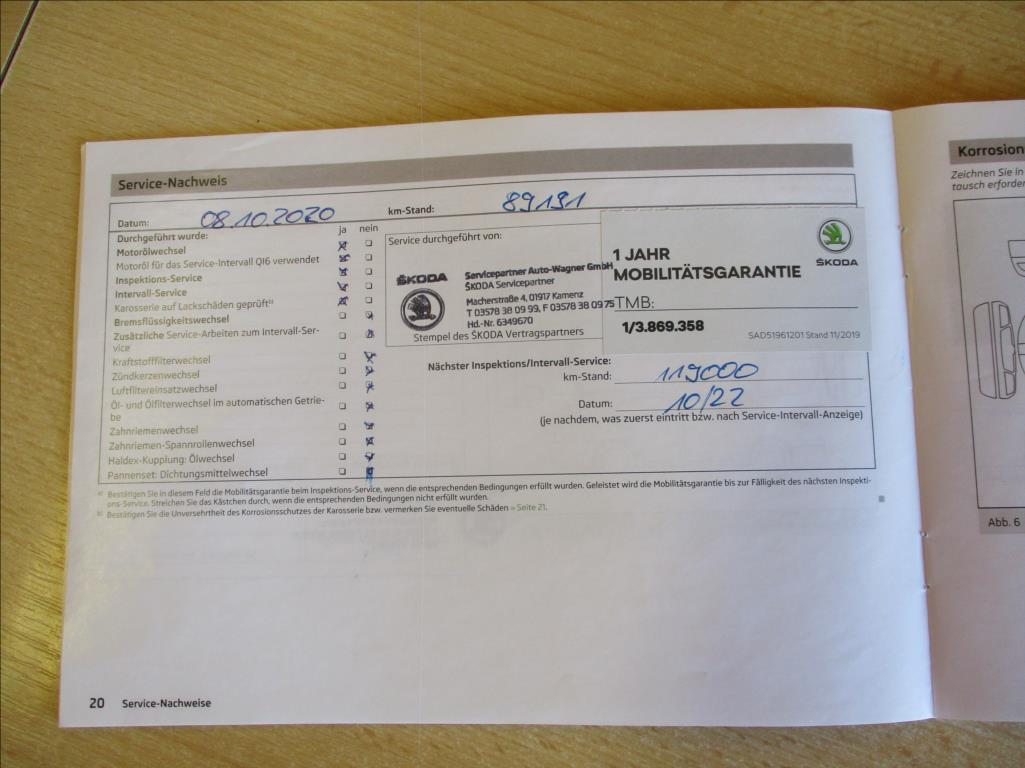 Service-Nachweis
Datum: 08.10.2020 km-Stand: 89191
Durchgeführt wurde: ja nein
Motorölwechsel
Motoröl für das Service-Intervall QI6 verwendet
Inspektions-Service
Intervall-Service
Karosserie auf Lackschäden geprüft b)
Bremsflüssigkeitswechsel
Zusätzliche Service-Arbeiten zum Intervall-Ser-
vice
Kraftstofffilterwechsel
Zündkerzenwechsel
Luftfiltereinsatzwechsel
Öl- und Ölfilterwechsel im automatischen Getrie-
be
Zahnriemenwechsel
Zahnriemen-Spannrollenwechsel
Haldex-Kupplung: Ölwechsel
Pannenset: Dichtungsmittelwechsel
Service durchgeführt von:
ŠKODA
Servicepartner Auto-Wagner GmbH
ŠKODA Servicepartner
Macherstraße 4, 01917 Kamenz
T 03578 38 09 99, F 03578 38 09 75
Hd.-Nr. 6349670
Stempel des ŠKODA Vertragspartners
1 JAHR
MOBILITÄTSGARANTIE
ŠKODA
TMB:
1/3.869.358
SAD51961201 Stand 11/2019
Nächster Inspektions/Intervall-Service:
km-Stand: 119000
Datum: 10/22
(je nachdem, was zuerst eintritt bzw. nach Service-Intervall-Anzeige)
a) Bestätigen Sie in diesem Feld die Mobilitätsgarantie beim Inspektions-Service, wenn die entsprechenden Bedingungen erfüllt wurden. Geleistet wird die Mobilitätsgarantie bis zur Fälligkeit des nächsten Inspekti-
ons-Service. Streichen Sie das Kästchen durch, wenn die entsprechenden Bedingungen nicht erfüllt wurden.
b) Bestätigen Sie die Unversehrtheit des Korrosionsschutzes der Karosserie bzw. vermerken Sie eventuelle Schäden » Seite 21.
20 Service-Nachweise
Korrosion
Zeichnen Sie in
tausch erforder
Abb. 6